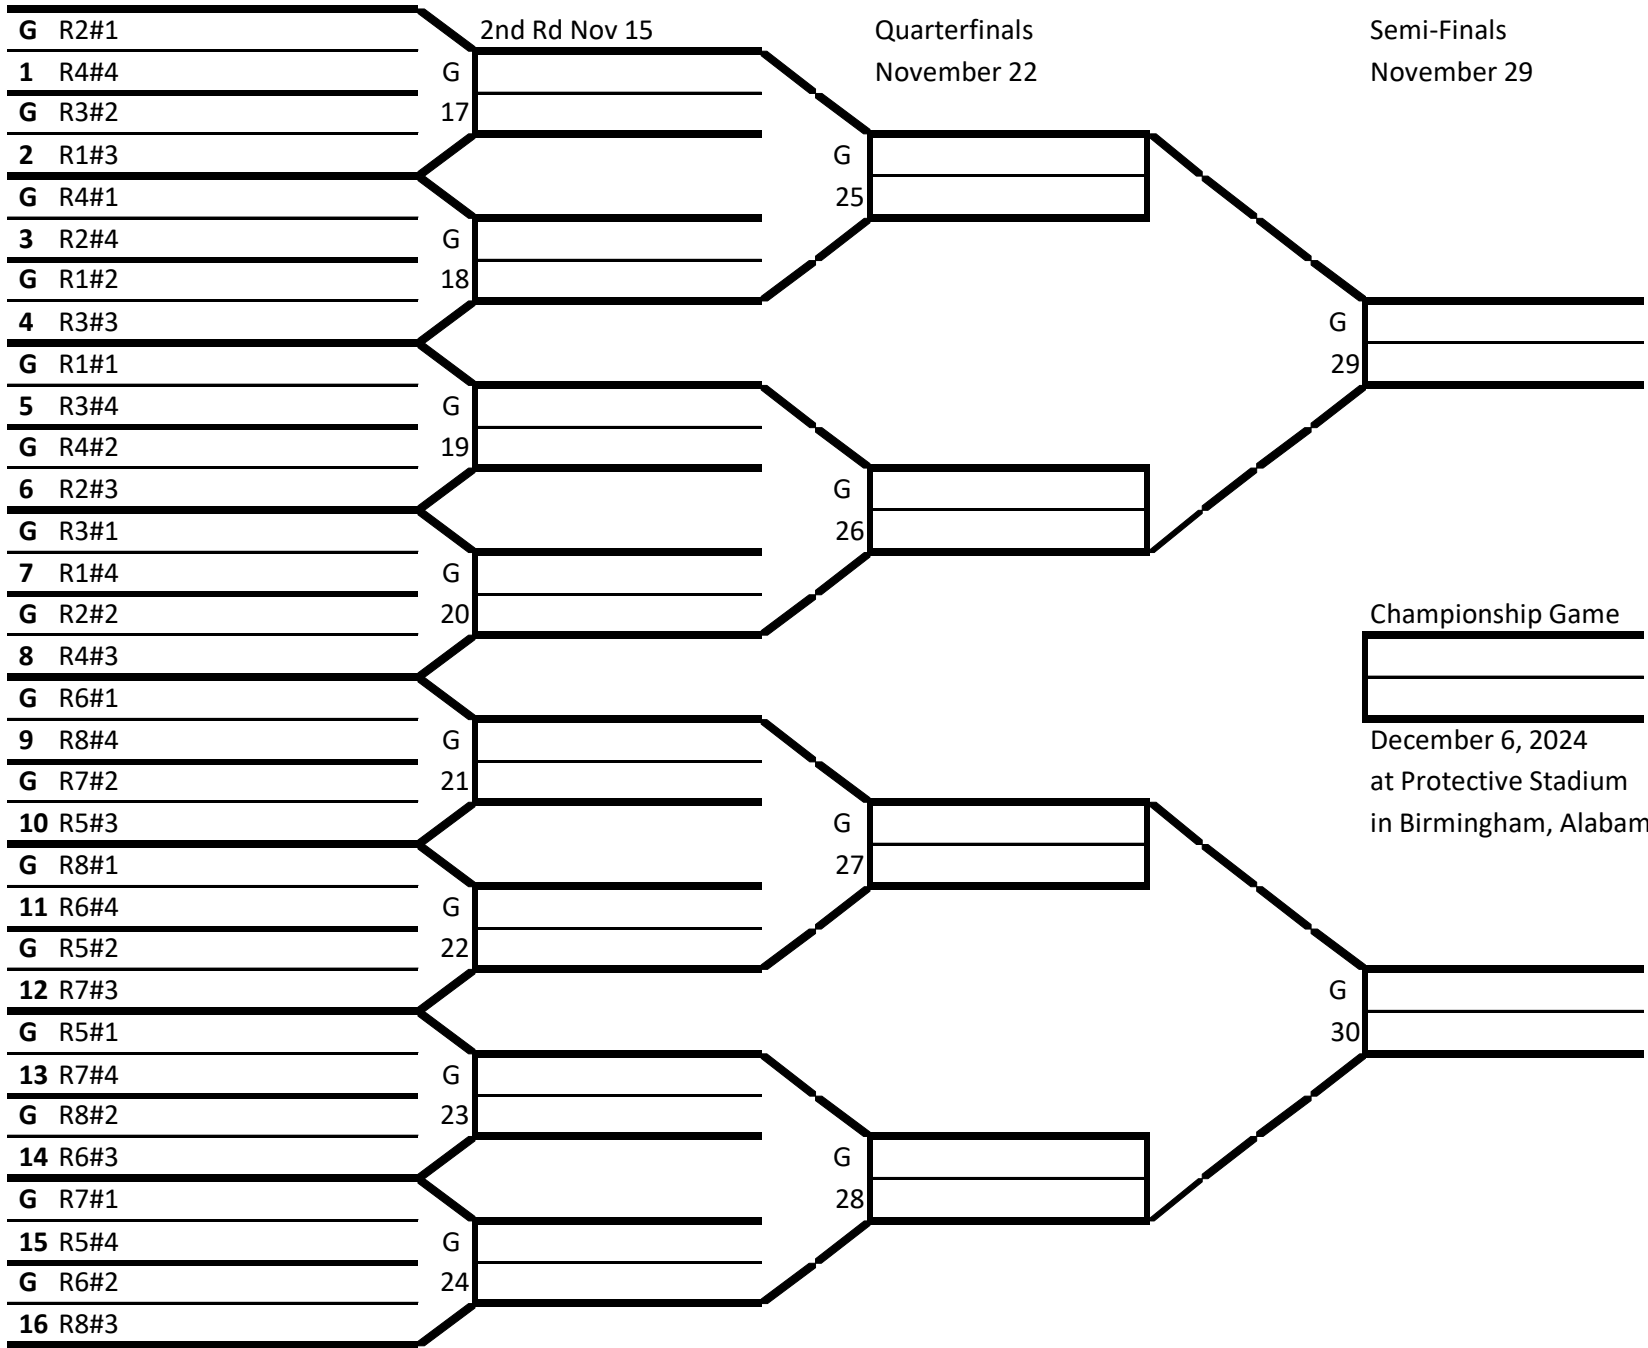 G R2#1
1 R4#4
G R3#2
2 R1#3
G R4#1
3 R2#4
G R1#2
4 R3#3
G R1#1
5 R3#4
G R4#2
6 R2#3
G R3#1
7 R1#4
G R2#2
8 R4#3
G R6#1
9 R8#4
G R7#2
10 R5#3
G R8#1
11 R6#4
G R5#2
12 R7#3
G R5#1
13 R7#4
G R8#2
14 R6#3
G R7#1
15 R5#4
G R6#2
16 R8#3
2nd Rd Nov 15
G
17
G
18
G
19
G
20
G
21
G
22
G
23
G
24
Quarterfinals
November 22
G
25
G
26
G
27
G
28
Semi-Finals
November 29
G
29
Championship Game
December 6, 2024
at Protective Stadium
in Birmingham, Alabam
G
30